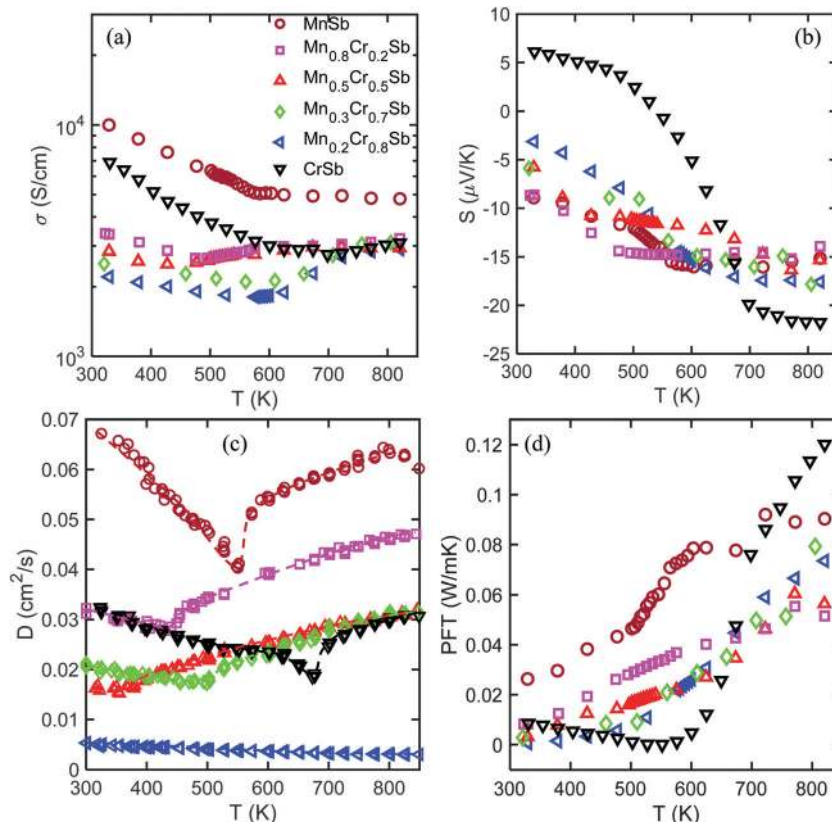 (a)
MnSb
Mn0.8Cr0.2Sb
Mn0.5Cr0.5Sb
Mn0.3Cr0.7Sb
Mn0.2Cr0.8Sb
CrSb
σ (S/cm)
10^4
10^3
300 400 500 600 700 800
T (K)
(b)
S (μV/K)
10
5
0
-5
-10
-15
-20
-25
300 400 500 600 700 800
T (K)
(c)
D (cm²/s)
0.07
0.06
0.05
0.04
0.03
0.02
0.01
0
300 400 500 600 700 800
T (K)
(d)
PFT (W/mK)
0.12
0.1
0.08
0.06
0.04
0.02
0
300 400 500 600 700 800
T (K)